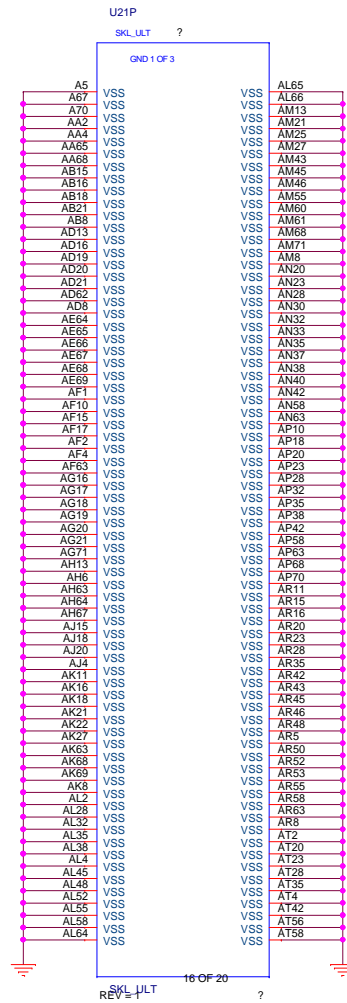 U21P
SKL_ULT ?
GND 1 OF 3
A5 VSS VSS AL65
A67 VSS VSS AL66
A70 VSS VSS AM13
AA2 VSS VSS AM21
AA4 VSS VSS AM25
AA65 VSS VSS AM27
AA68 VSS VSS AM43
AB15 VSS VSS AM45
AB16 VSS VSS AM46
AB18 VSS VSS AM55
AB21 VSS VSS AM60
AB8 VSS VSS AM61
AD13 VSS VSS AM68
AD16 VSS VSS AM71
AD19 VSS VSS AM8
AD20 VSS VSS AN20
AD21 VSS VSS AN23
AD62 VSS VSS AN28
AD8 VSS VSS AN30
AE64 VSS VSS AN32
AE65 VSS VSS AN33
AE66 VSS VSS AN35
AE67 VSS VSS AN37
AE68 VSS VSS AN38
AE69 VSS VSS AN40
AF1 VSS VSS AN42
AF10 VSS VSS AN58
AF15 VSS VSS AN63
AF17 VSS VSS AP10
AF2 VSS VSS AP18
AF4 VSS VSS AP20
AF63 VSS VSS AP23
AG16 VSS VSS AP28
AG17 VSS VSS AP32
AG18 VSS VSS AP35
AG19 VSS VSS AP38
AG20 VSS VSS AP42
AG21 VSS VSS AP58
AG71 VSS VSS AP63
AH13 VSS VSS AP68
AH6 VSS VSS AP70
AH63 VSS VSS AR11
AH64 VSS VSS AR15
AH67 VSS VSS AR16
AJ15 VSS VSS AR20
AJ18 VSS VSS AR23
AJ20 VSS VSS AR28
AJ4 VSS VSS AR35
AK11 VSS VSS AR42
AK16 VSS VSS AR43
AK18 VSS VSS AR45
AK21 VSS VSS AR46
AK22 VSS VSS AR48
AK27 VSS VSS AR5
AK63 VSS VSS AR50
AK68 VSS VSS AR52
AK69 VSS VSS AR53
AK8 VSS VSS AR55
AL2 VSS VSS AR58
AL28 VSS VSS AR63
AL32 VSS VSS AR8
AL35 VSS VSS AT2
AL38 VSS VSS AT20
AL4 VSS VSS AT23
AL45 VSS VSS AT28
AL48 VSS VSS AT35
AL52 VSS VSS AT4
AL55 VSS VSS AT42
AL58 VSS VSS AT56
AL64 VSS VSS AT58
16 OF 20
SKL_ULT
REV = 1 ?